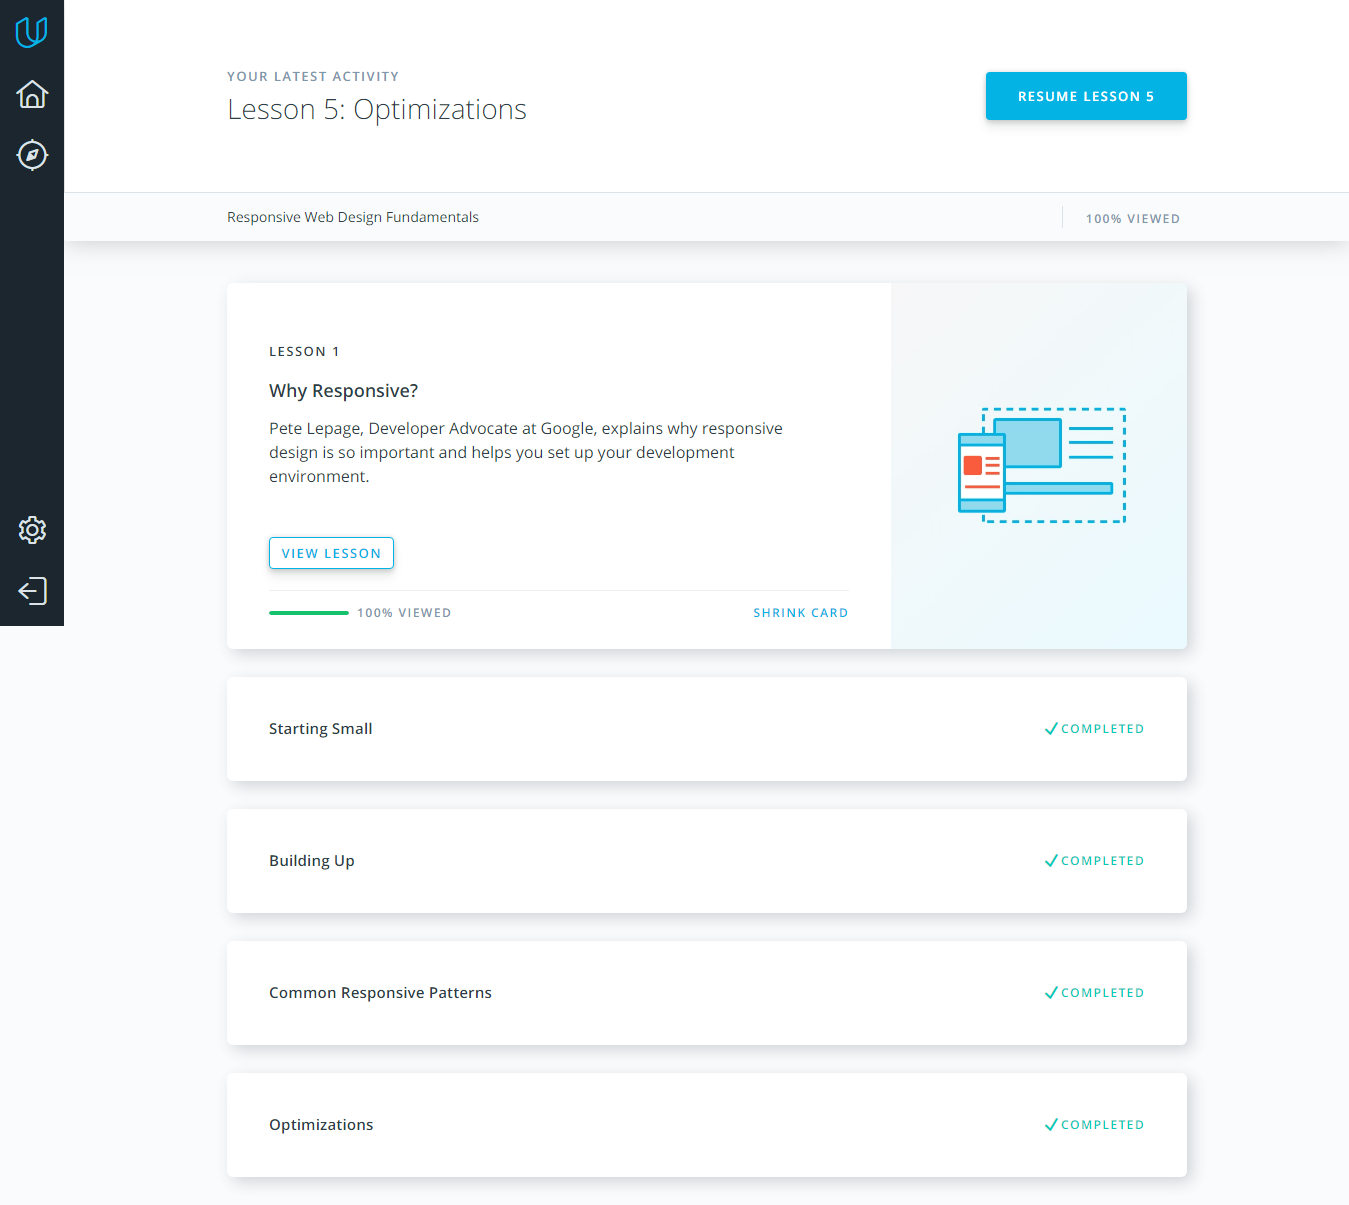 YOUR LATEST ACTIVITY
Lesson 5: Optimizations
RESUME LESSON 5
Responsive Web Design Fundamentals
100% VIEWED
LESSON 1
Why Responsive?
Pete Lepage, Developer Advocate at Google, explains why responsive
design is so important and helps you set up your development
environment.
VIEW LESSON
100% VIEWED
SHRINK CARD
Starting Small
COMPLETED
Building Up
COMPLETED
Common Responsive Patterns
COMPLETED
Optimizations
COMPLETED